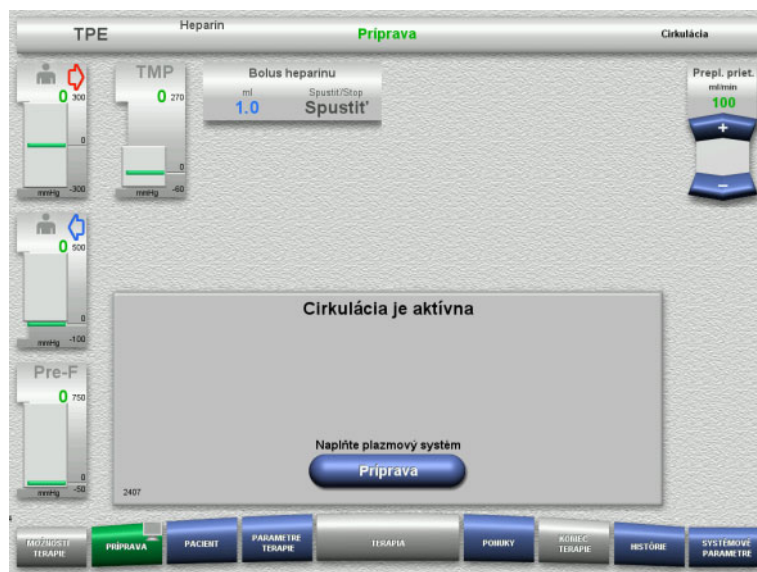 TPE
Heparin
Príprava
Cirkulácia
0
300
0
mmHg
-300
TMP
0
270
0
mmHg
-60
Bolus heparinu
ml
Spustit/Stop
1.0
Spustiť
Prepl. priet.
ml/min
100
+
−
0
500
0
mmHg
-100
Pre-F
0
750
0
mmHg
-50
Cirkulácia je aktívna
Naplňte plazmový systém
Príprava
2407
MOŽNOSTI
TERAPIE
PRÍPRAVA
PACIENT
PARAMETRE
TERAPIE
TERAPIA
PONUKY
KONIEC
TERAPIE
HISTÓRIE
SYSTÉMOVÉ
PARAMETRE